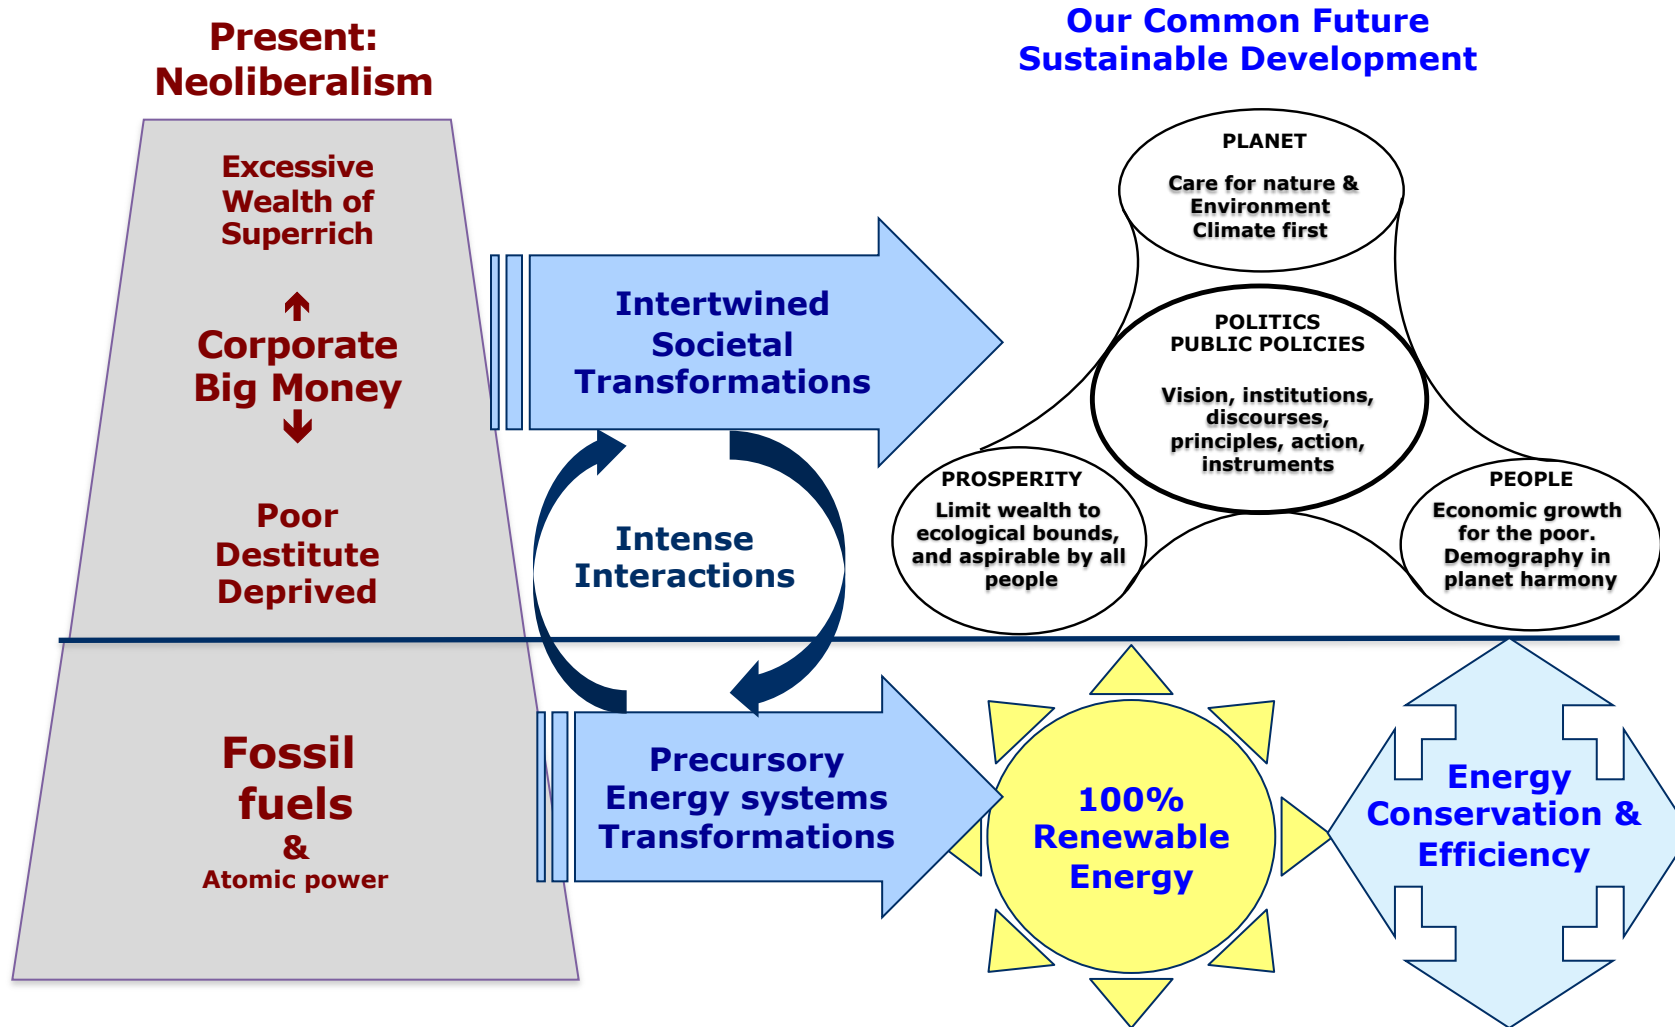 Present:
Neoliberalism
Excessive
Wealth of
Superrich
Corporate
Big Money
Poor
Destitute
Deprived
Fossil
fuels
&
Atomic power
Intertwined
Societal
Transformations
Intense
Interactions
Precursory
Energy systems
Transformations
Our Common Future
Sustainable Development
PLANET
Care for nature &
Environment
Climate first
POLITICS
PUBLIC POLICIES
Vision, institutions,
discourses,
principles, action,
instruments
PROSPERITY
Limit wealth to
ecological bounds,
and aspirable by all
people
PEOPLE
Economic growth
for the poor.
Demography in
planet harmony
100%
Renewable
Energy
Energy
Conservation &
Efficiency